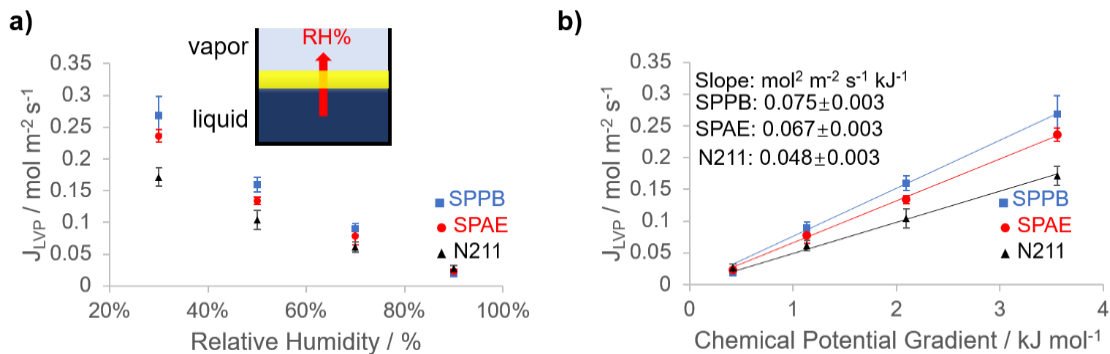 a)
vapor
RH%
liquid
0.35
0.3
0.25
0.2
0.15
0.1
0.05
0
J_LVP / mol m⁻² s⁻¹
SPPB
SPAE
N211
20%
40%
60%
80%
100%
Relative Humidity / %
b)
0.35
0.3
0.25
0.2
0.15
0.1
0.05
0
J_LVP / mol m⁻² s⁻¹
Slope: mol² m⁻² s⁻¹ kJ⁻¹
SPPB: 0.075±0.003
SPAE: 0.067±0.003
N211: 0.048±0.003
SPPB
SPAE
N211
0
1
2
3
4
Chemical Potential Gradient / kJ mol⁻¹